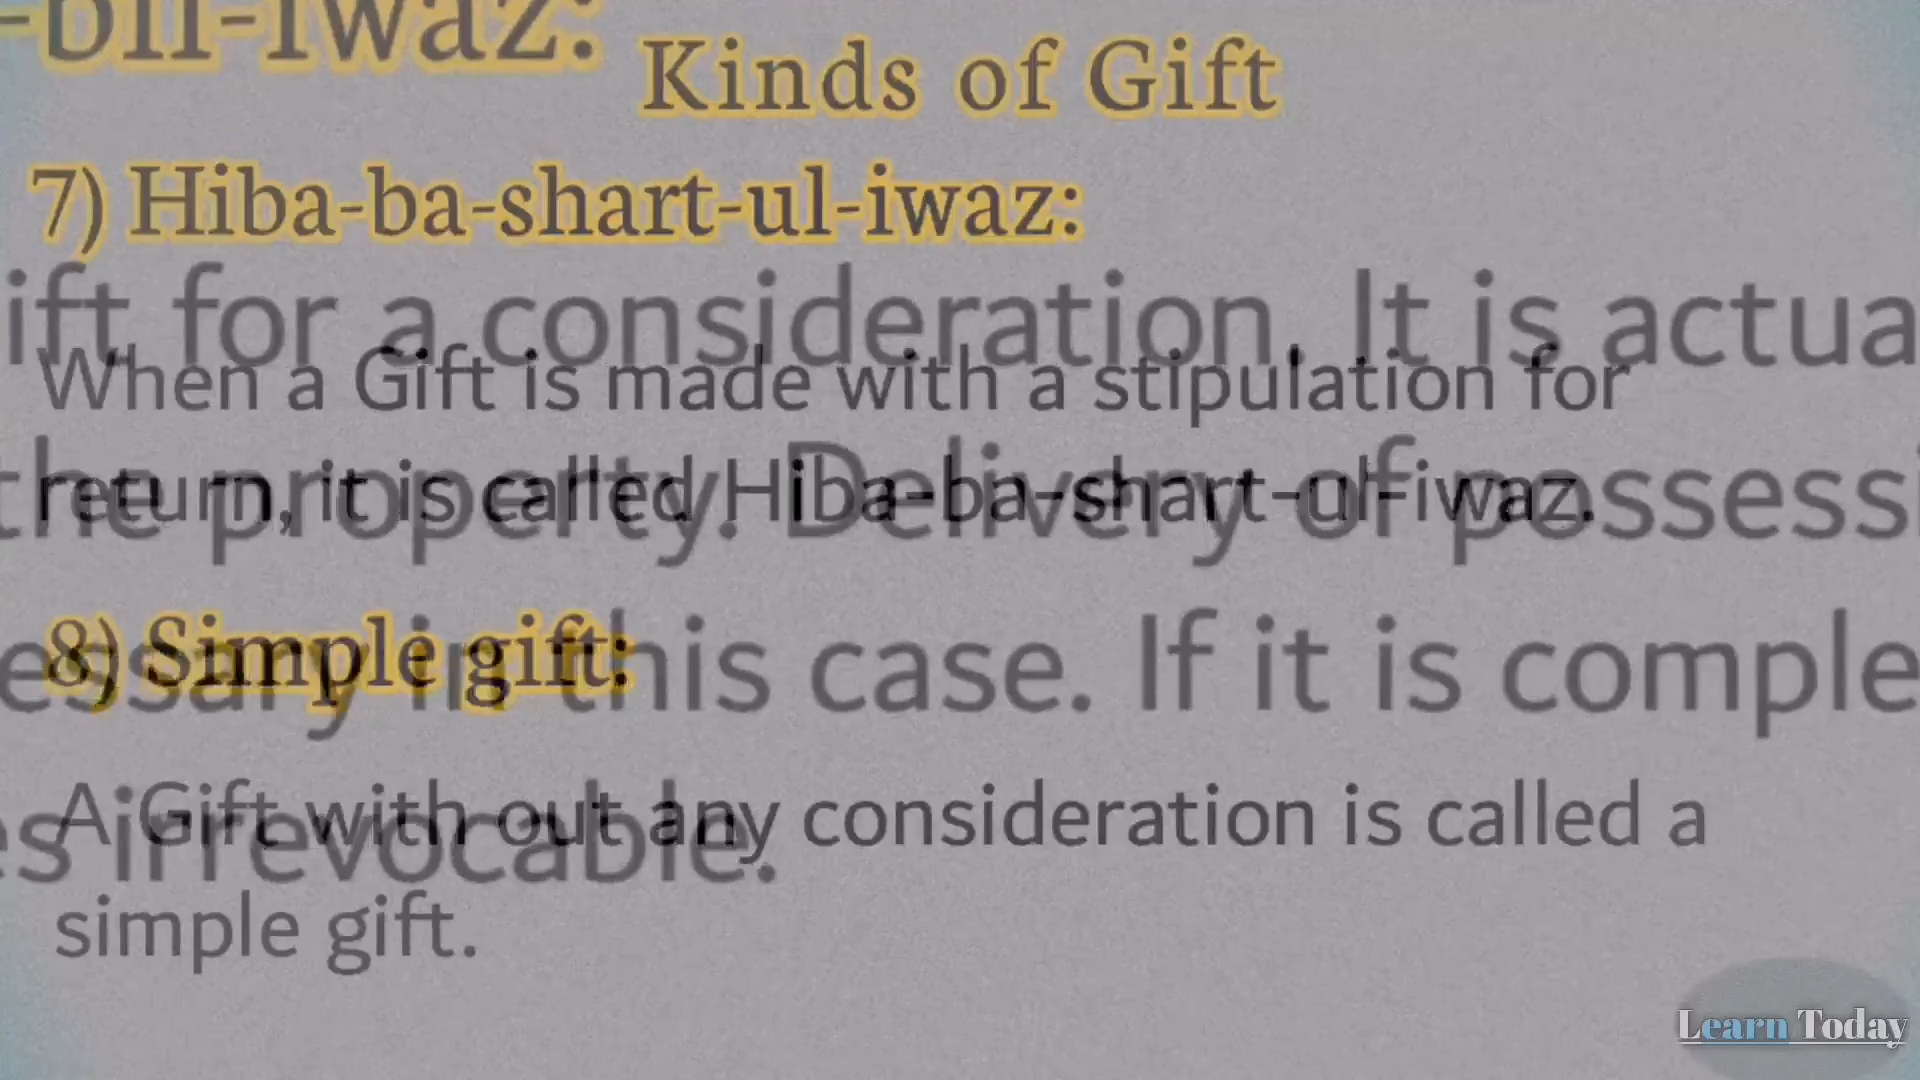 -bil-iwaz:
Kinds of Gift
7) Hiba-ba-shart-ul-iwaz:
ift for a consideration. It is actua
When a Gift is made with a stipulation for
the property. Delivery of possessi
return, it is called Hiba-ba-shart-ul-iwaz.
8) Simple gift:
essary in this case. If it is comple
A Gift with out any consideration is called a
es irrevocable.
simple gift.
Learn Today